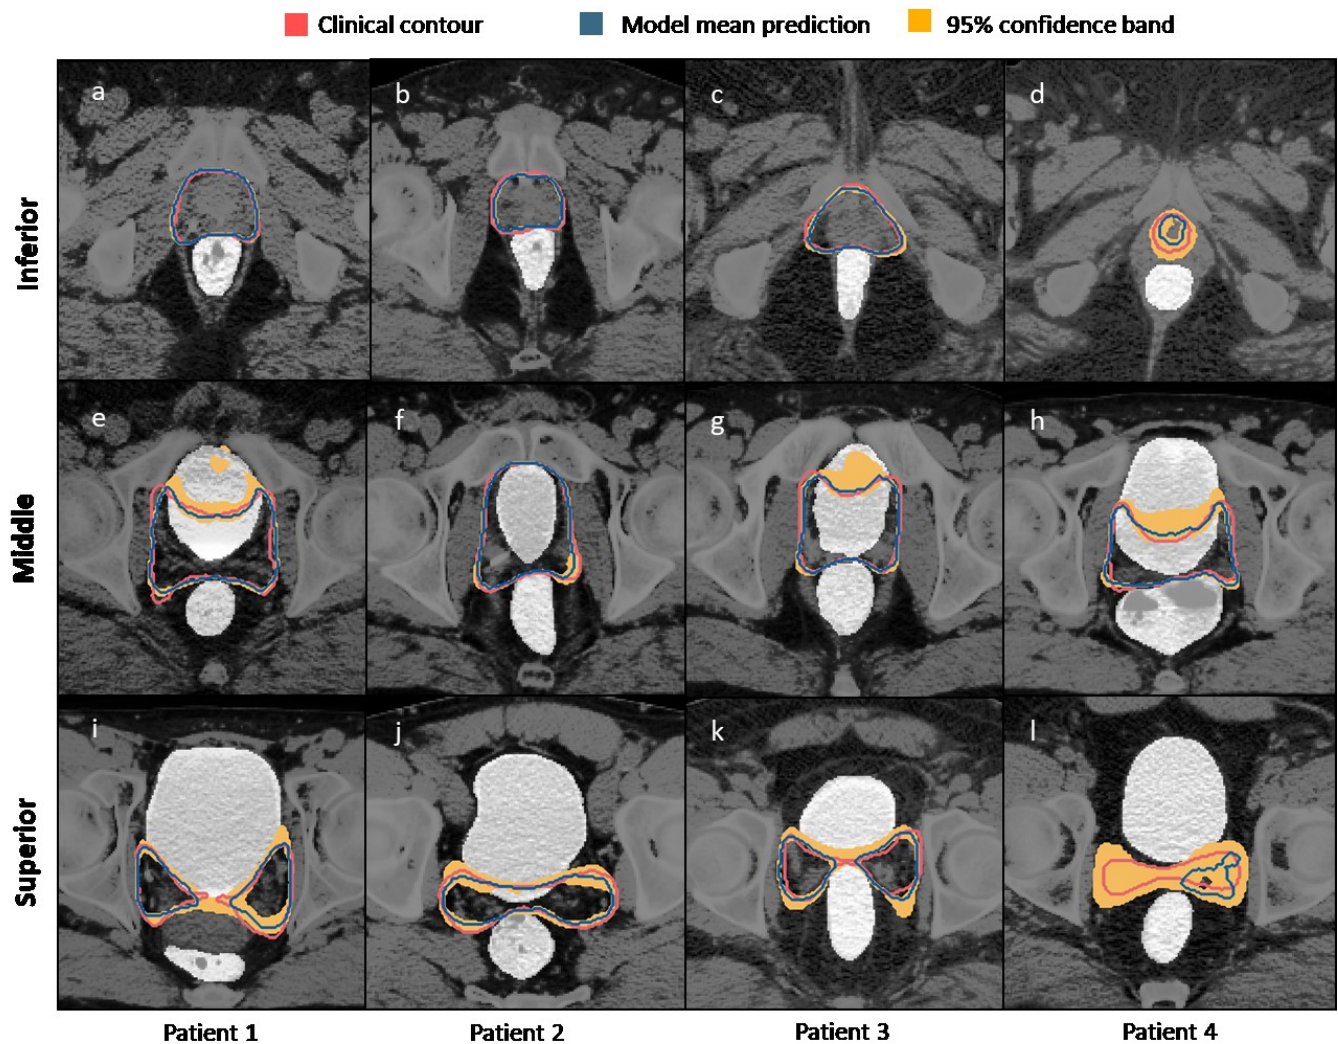 Clinical contour Model mean prediction 95% confidence band
Inferior
a b c d
Middle
e f g h
Superior
i j k l
Patient 1 Patient 2 Patient 3 Patient 4